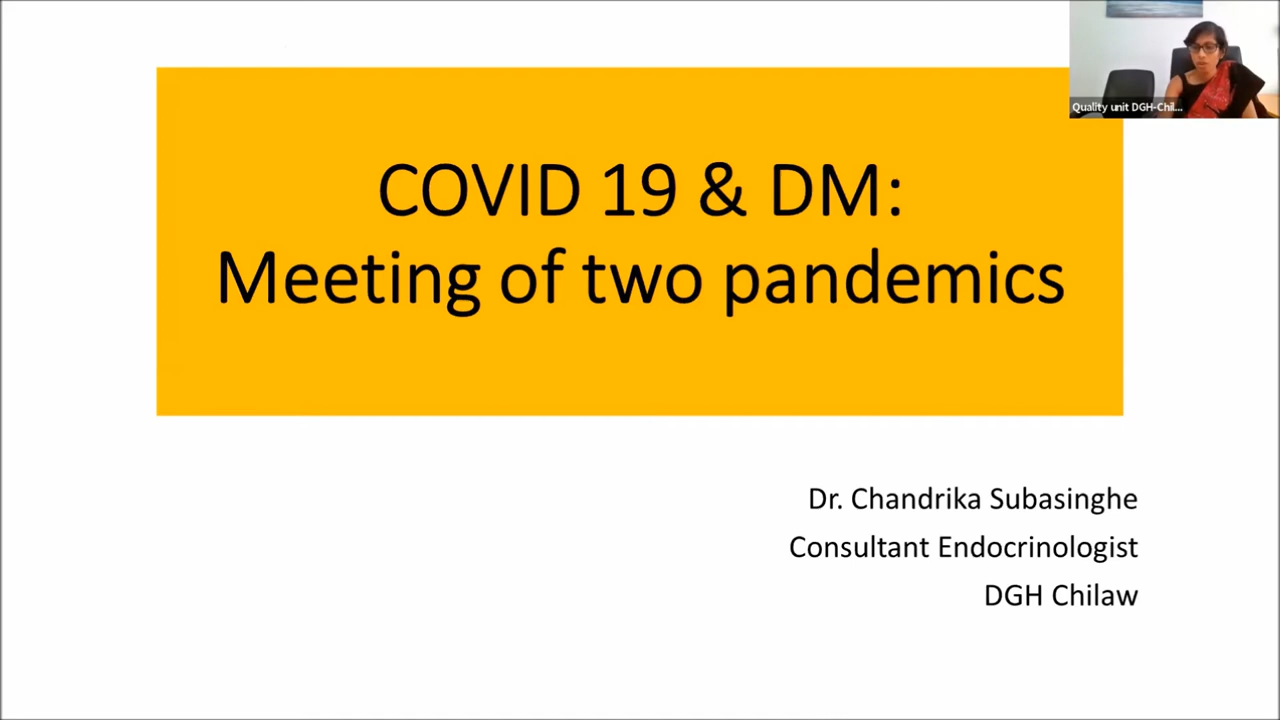 Quality unit DGH-Chil...
COVID 19 & DM:
Meeting of two pandemics
Dr. Chandrika Subasinghe
Consultant Endocrinologist
DGH Chilaw